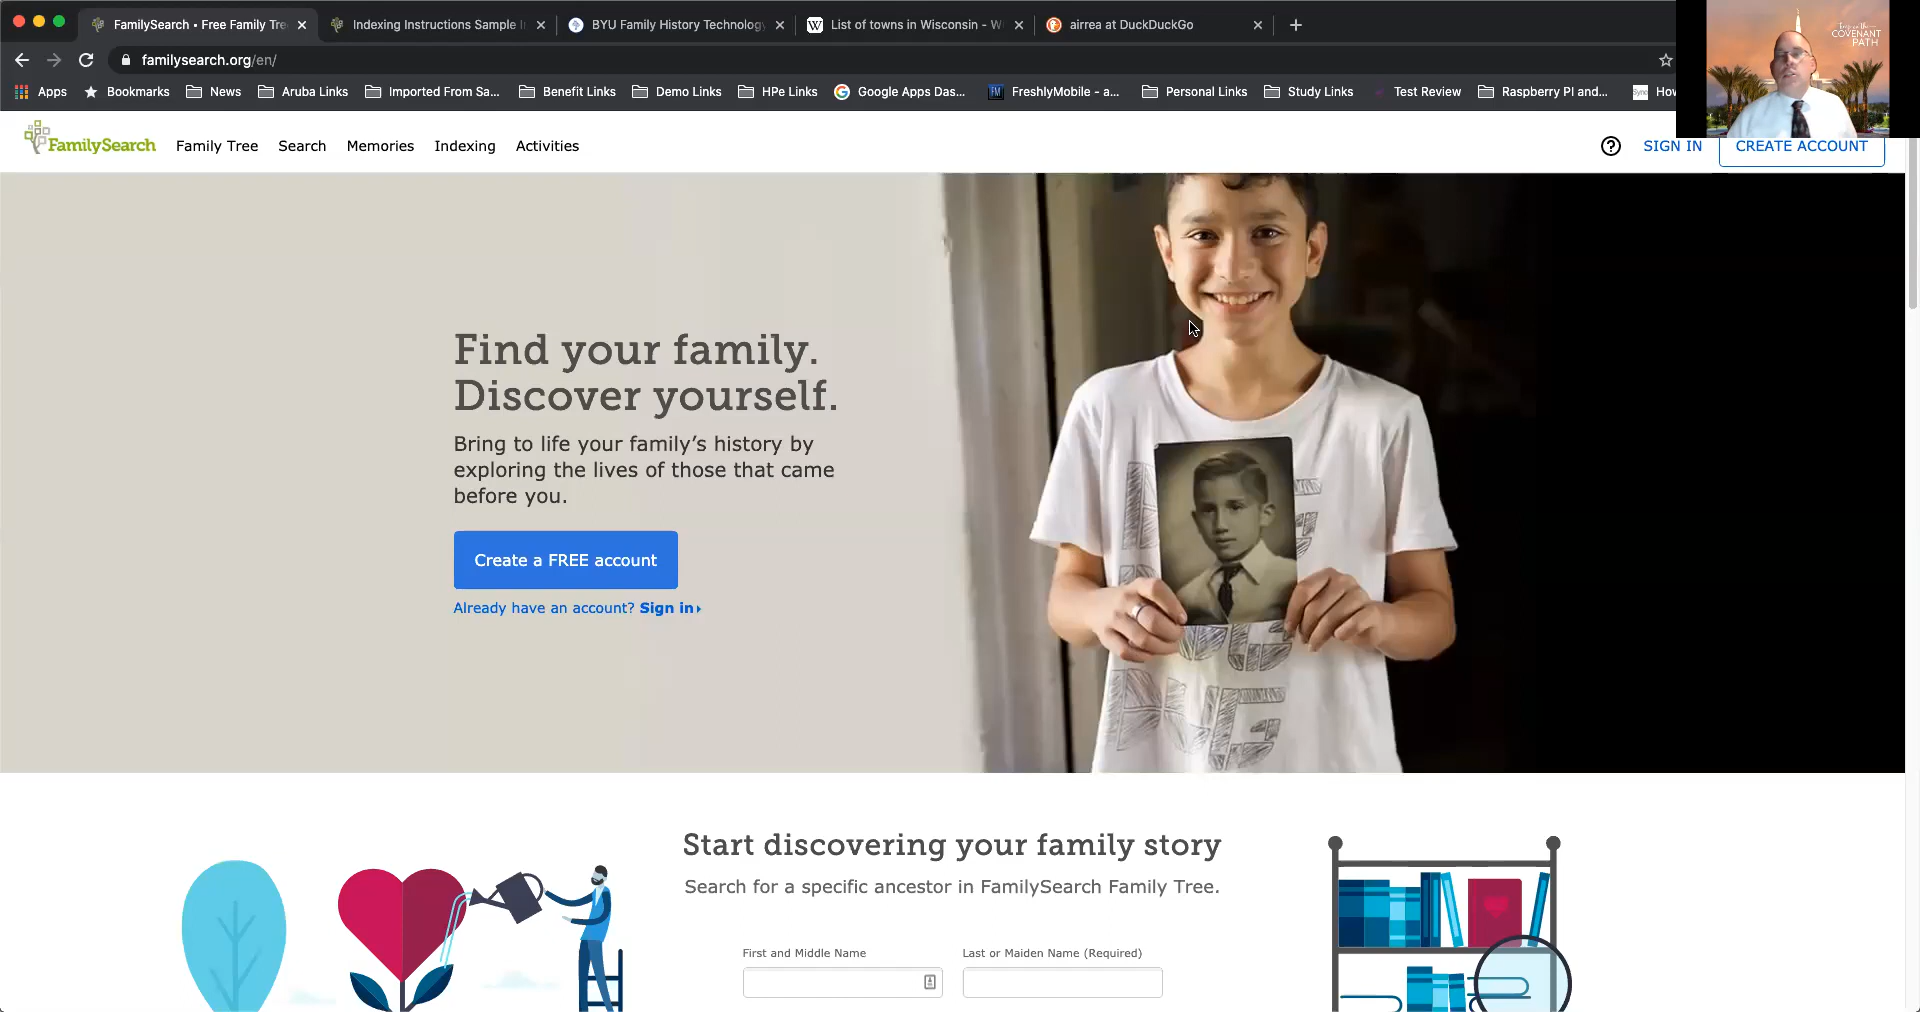 FamilySearch • Free Family Tre
Indexing Instructions Sample I
BYU Family History Technology
List of towns in Wisconsin - W
airrea at DuckDuckGo
familysearch.org/en/
Apps
Bookmarks
News
Aruba Links
Imported From Sa...
Benefit Links
Demo Links
HPe Links
Google Apps Das...
FreshlyMobile - a...
Personal Links
Study Links
Test Review
Raspberry PI and...
How
COVENANT
PATH
FamilySearch
Family Tree
Search
Memories
Indexing
Activities
SIGN IN
CREATE ACCOUNT
Find your family.
Discover yourself.
Bring to life your family's history by
exploring the lives of those that came
before you.
Create a FREE account
Already have an account? Sign in
Start discovering your family story
Search for a specific ancestor in FamilySearch Family Tree.
First and Middle Name
Last or Maiden Name (Required)